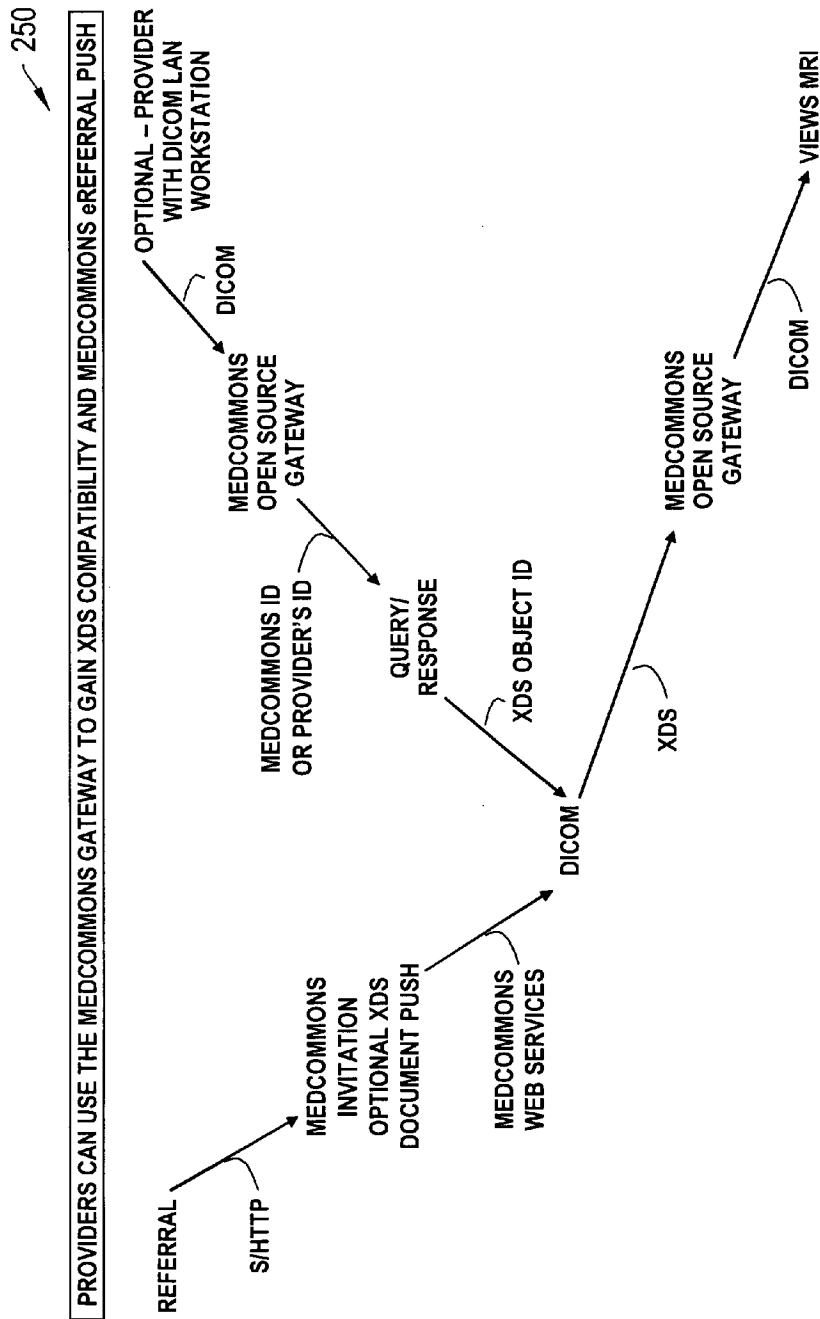 250
PROVIDERS CAN USE THE MEDCOMMONS GATEWAY TO GAIN XDS COMPATIBILITY AND MEDCOMMONS eREFERRAL PUSH
REFERRAL
S/HTTP
MEDCOMMONS
INVITATION
OPTIONAL XDS
DOCUMENT PUSH
MEDCOMMONS
WEB SERVICES
OPTIONAL – PROVIDER
WITH DICOM LAN
WORKSTATION
DICOM
MEDCOMMONS
OPEN SOURCE
GATEWAY
MEDCOMMONS ID
OR PROVIDER'S ID
QUERY/
RESPONSE
XDS OBJECT ID
DICOM
XDS
MEDCOMMONS
OPEN SOURCE
GATEWAY
DICOM
VIEWS MRI